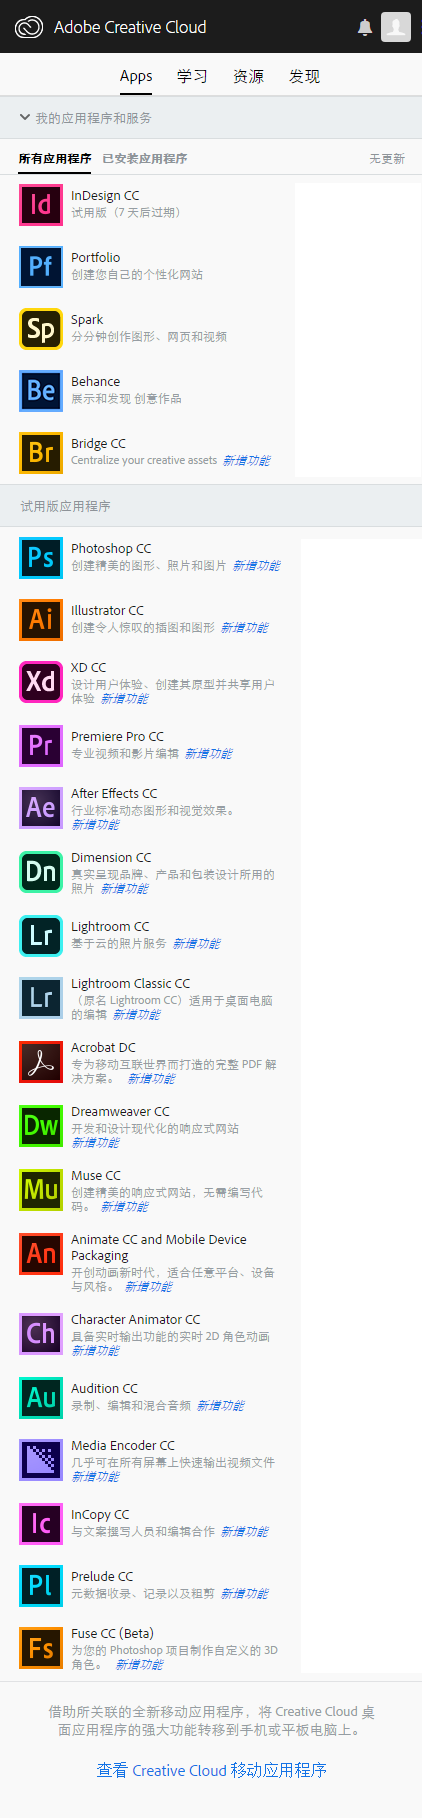 Adobe Creative Cloud
Apps 学习 资源 发现
我的应用程序和服务
所有应用程序 已安装应用程序 无更新
Id
InDesign CC
试用版（7 天后过期）
Pf
Portfolio
创建您自己的个性化网站
Sp
Spark
分分钟创作图形、网页和视频
Be
Behance
展示和发现 创意作品
Br
Bridge CC
Centralize your creative assets 新增功能
试用版应用程序
Ps
Photoshop CC
创建精美的图形、照片和图片 新增功能
Ai
Illustrator CC
创建令人惊叹的插图和图形 新增功能
Xd
XD CC
设计用户体验、创建其原型并共享用户
体验 新增功能
Pr
Premiere Pro CC
专业视频和影片编辑 新增功能
Ae
After Effects CC
行业标准动态图形和视觉效果。
新增功能
Dn
Dimension CC
真实呈现品牌、产品和包装设计所用的
照片 新增功能
Lr
Lightroom CC
基于云的照片服务 新增功能
Lr
Lightroom Classic CC
（原名 Lightroom CC）适用于桌面电脑
的编辑 新增功能
Acrobat DC
专为移动互联世界而打造的完整 PDF 解
决方案。 新增功能
Dw
Dreamweaver CC
开发和设计现代化的响应式网站
新增功能
Mu
Muse CC
创建精美的响应式网站，无需编写代
码。 新增功能
An
Animate CC and Mobile Device
Packaging
开创动画新时代，适合任意平台、设备
与风格。 新增功能
Ch
Character Animator CC
具备实时输出功能的实时 2D 角色动画
新增功能
Au
Audition CC
录制、编辑和混合音频 新增功能
Media Encoder CC
几乎可在所有屏幕上快速输出视频文件
新增功能
Ic
InCopy CC
与文案撰写人员和编辑合作 新增功能
Pl
Prelude CC
元数据收录、记录以及粗剪 新增功能
Fs
Fuse CC (Beta)
为您的 Photoshop 项目制作自定义的 3D
角色。 新增功能
借助所关联的全新移动应用程序，将 Creative Cloud 桌
面应用程序的强大功能转移到手机或平板电脑上。
查看 Creative Cloud 移动应用程序